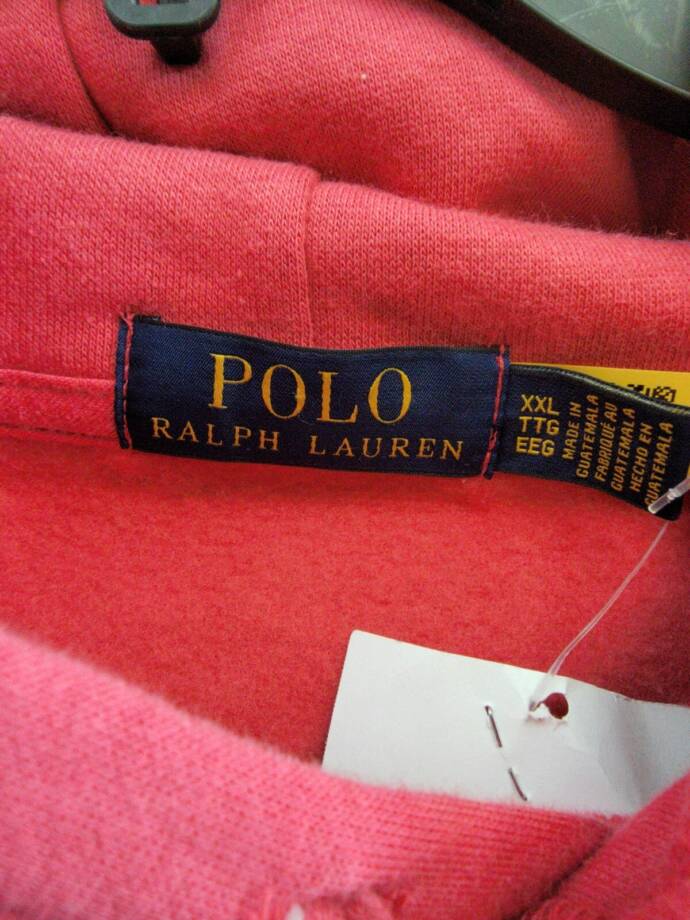 POLO
RALPH LAUREN
XXL
TTG
EEG
MADE IN
GUATEMALA
FABRIQUÉ AU
GUATEMALA
HECHO EN
GUATEMALA